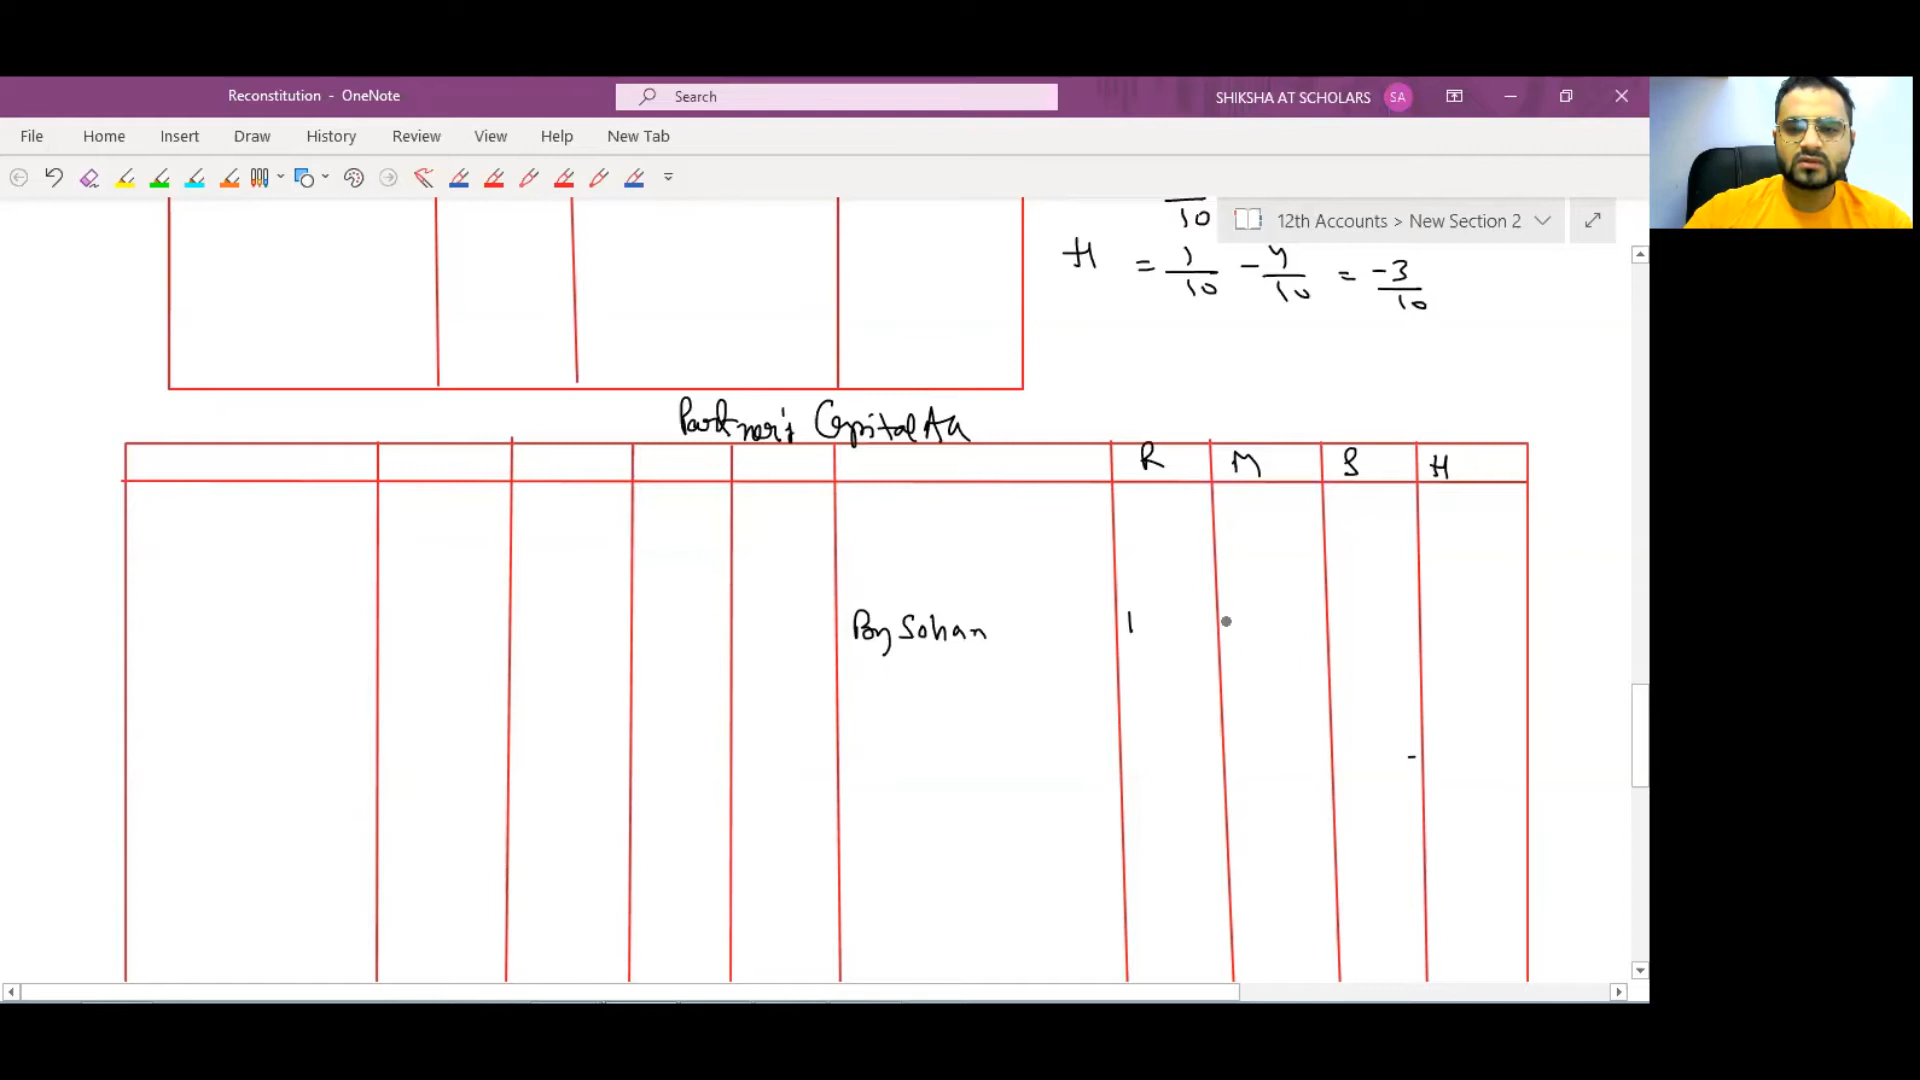 Reconstitution - OneNote
Search
SHIKSHA AT SCHOLARS SA
File Home Insert Draw History Review View Help New Tab
12th Accounts > New Section 2
10
H = 1/10 - 4/10 = -3/10
Partner's Capital A/c
R M S H
By Sohan 1
-